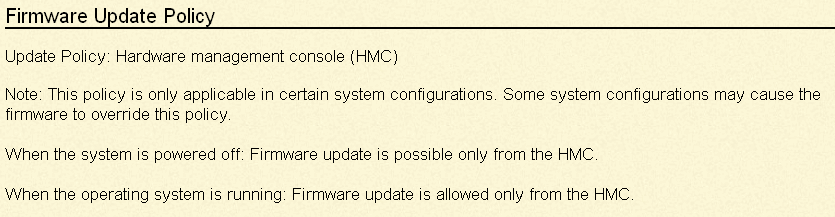 Firmware Update Policy
Update Policy: Hardware management console (HMC)
Note: This policy is only applicable in certain system configurations. Some system configurations may cause the
firmware to override this policy.
When the system is powered off: Firmware update is possible only from the HMC.
When the operating system is running: Firmware update is allowed only from the HMC.